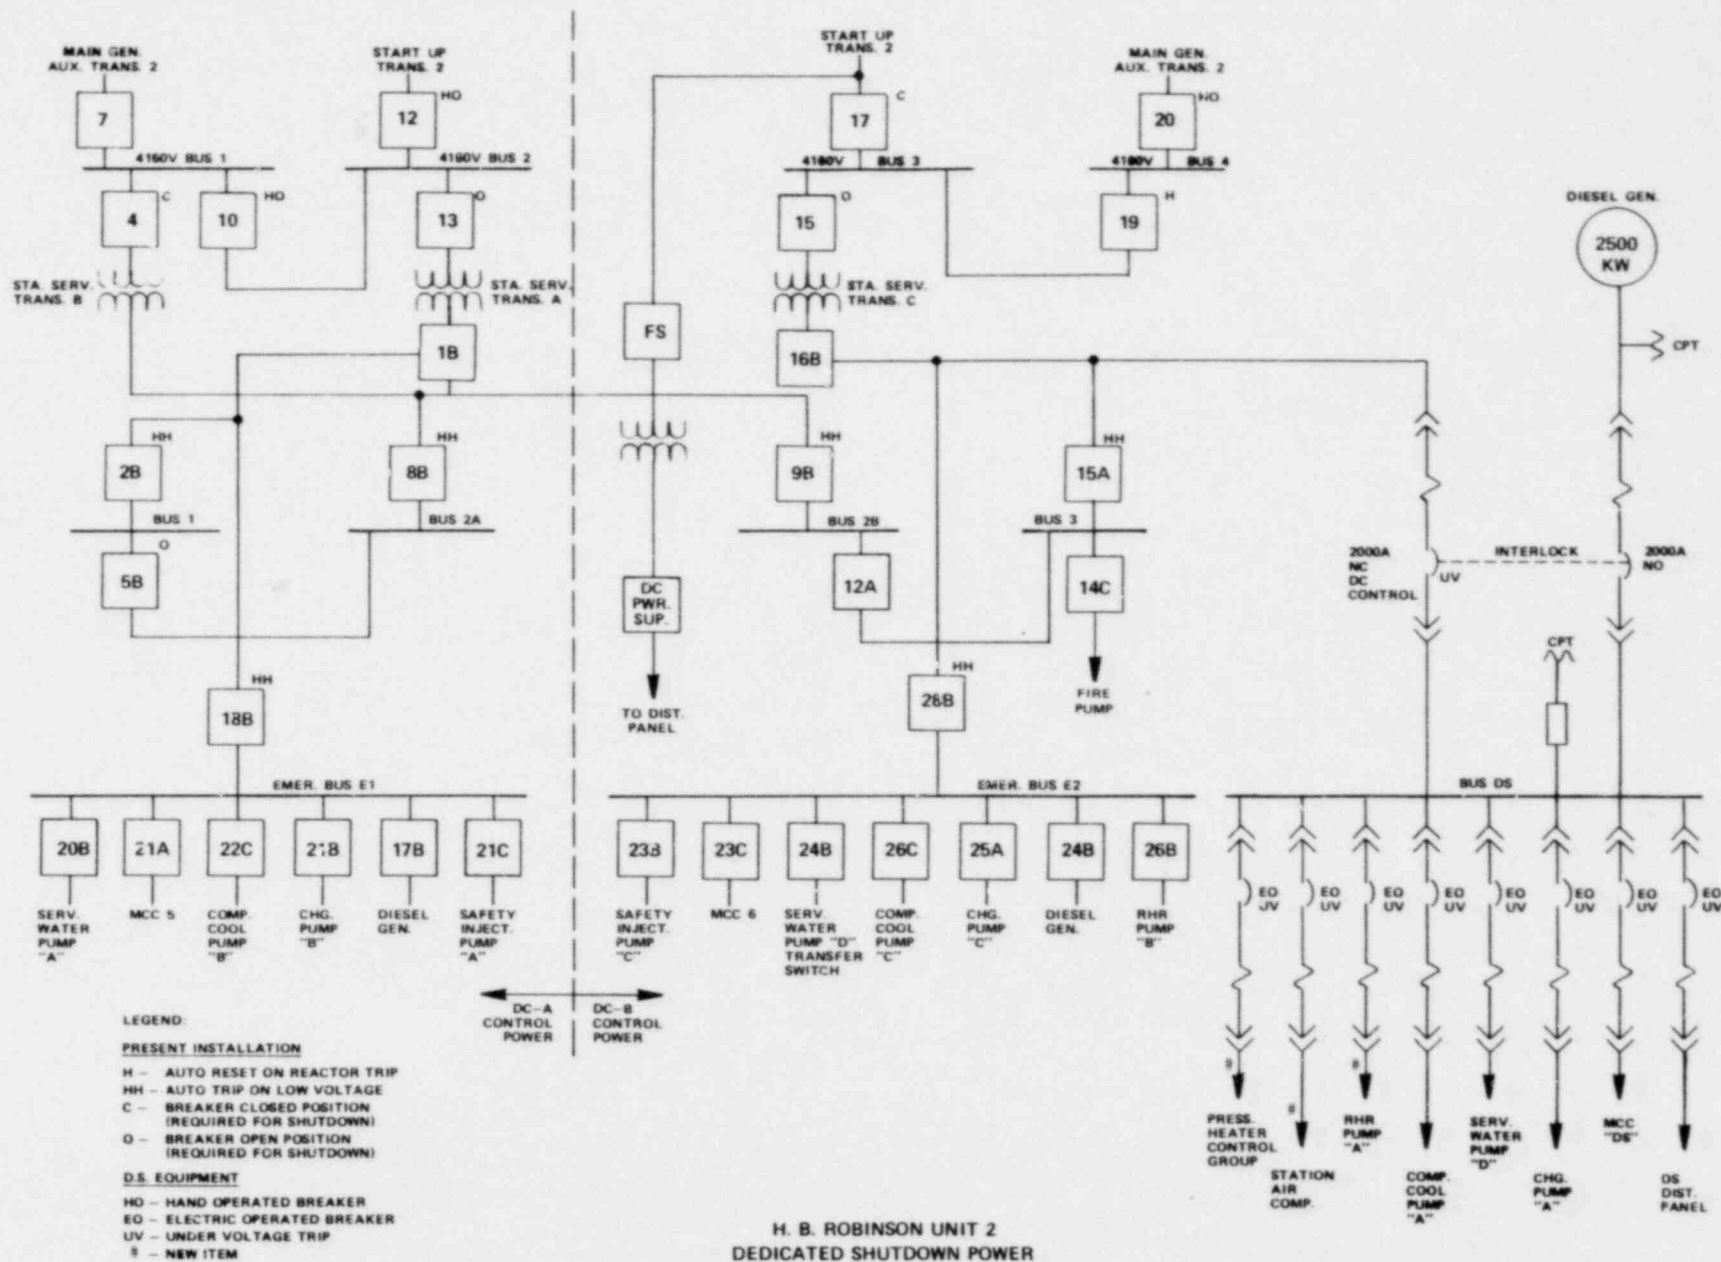 MAIN GEN.
AUX. TRANS. 2
START UP
TRANS. 2
START UP
TRANS. 2
MAIN GEN.
AUX. TRANS. 2
7
12
HO
17
C
20
HO
4160V BUS 1
4160V BUS 2
4160V BUS 3
4160V BUS 4
4
C
10
HO
13
O
15
O
19
H
DIESEL GEN.
2500
KW
STA. SERV.
TRANS. B
STA. SERV.
TRANS. A
STA. SERV.
TRANS. C
FS
1B
16B
CPT
2B
HH
8B
HH
9B
HH
15A
HH
BUS 1
BUS 2A
BUS 2B
BUS 3
5B
O
DC
PWR.
SUP.
12A
14C
2000A
NC
DC
CONTROL
UV
INTERLOCK
2000A
NO
CPT
18B
HH
TO DIST.
PANEL
28B
HH
FIRE
PUMP
EMER. BUS E1
EMER. BUS E2
BUS DS
20B
21A
22C
21B
17B
21C
23B
23C
24B
26C
25A
24B
26B
EO
UV
EO
UV
EO
UV
EO
UV
EO
UV
EO
UV
EO
UV
EO
UV
SERV.
WATER
PUMP
"A"
MCC 5
COMP.
COOL
PUMP
"B"
CHG.
PUMP
"B"
DIESEL
GEN.
SAFETY
INJECT.
PUMP
"A"
SAFETY
INJECT.
PUMP
"C"
MCC 6
SERV.
WATER
PUMP "D"
TRANSFER
SWITCH
COMP.
COOL
PUMP
"C"
CHG.
PUMP
"C"
DIESEL
GEN.
RHR
PUMP
"B"
DC-A
CONTROL
POWER
DC-B
CONTROL
POWER
#
PRESS.
HEATER
CONTROL
GROUP
#
STATION
AIR
COMP.
#
RHR
PUMP
"A"
COMP.
COOL
PUMP
"A"
SERV.
WATER
PUMP
"D"
CHG.
PUMP
"A"
MCC
"DS"
DS
DIST.
PANEL
LEGEND:
PRESENT INSTALLATION
H - AUTO RESET ON REACTOR TRIP
HH - AUTO TRIP ON LOW VOLTAGE
C - BREAKER CLOSED POSITION
(REQUIRED FOR SHUTDOWN)
O - BREAKER OPEN POSITION
(REQUIRED FOR SHUTDOWN)
D.S. EQUIPMENT
HO - HAND OPERATED BREAKER
EO - ELECTRIC OPERATED BREAKER
UV - UNDER VOLTAGE TRIP
# - NEW ITEM
H. B. ROBINSON UNIT 2
DEDICATED SHUTDOWN POWER